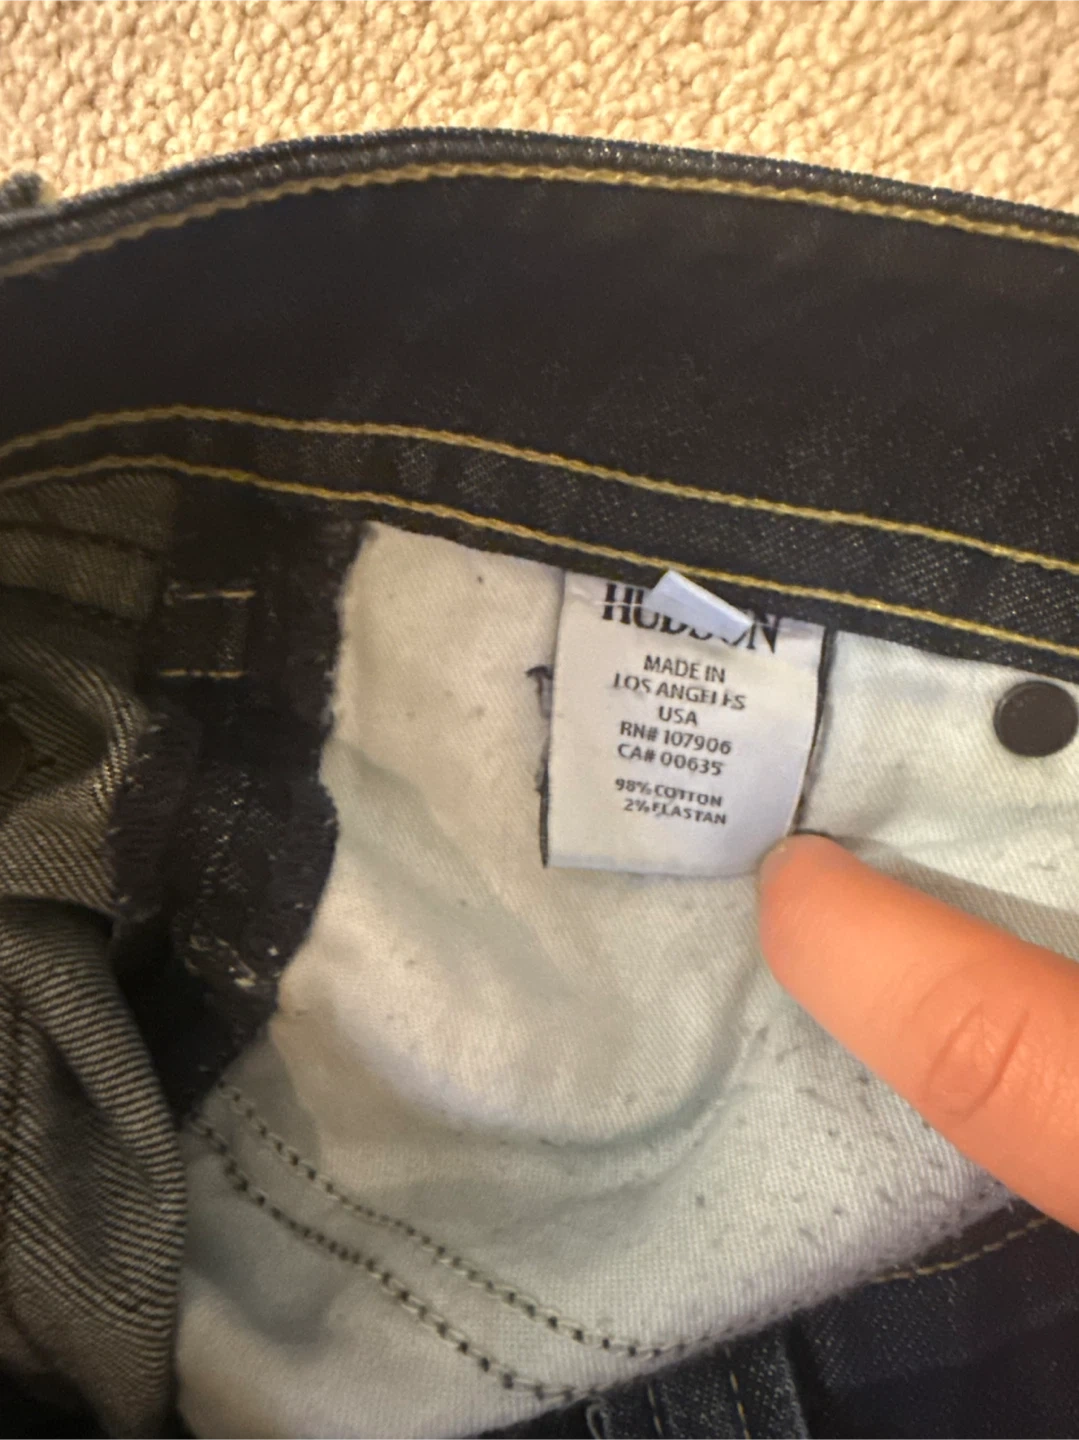 HUDSON
MADE IN
LOS ANGELES
USA
RN# 107906
CA# 00635
98% COTTON
2% ELASTAN